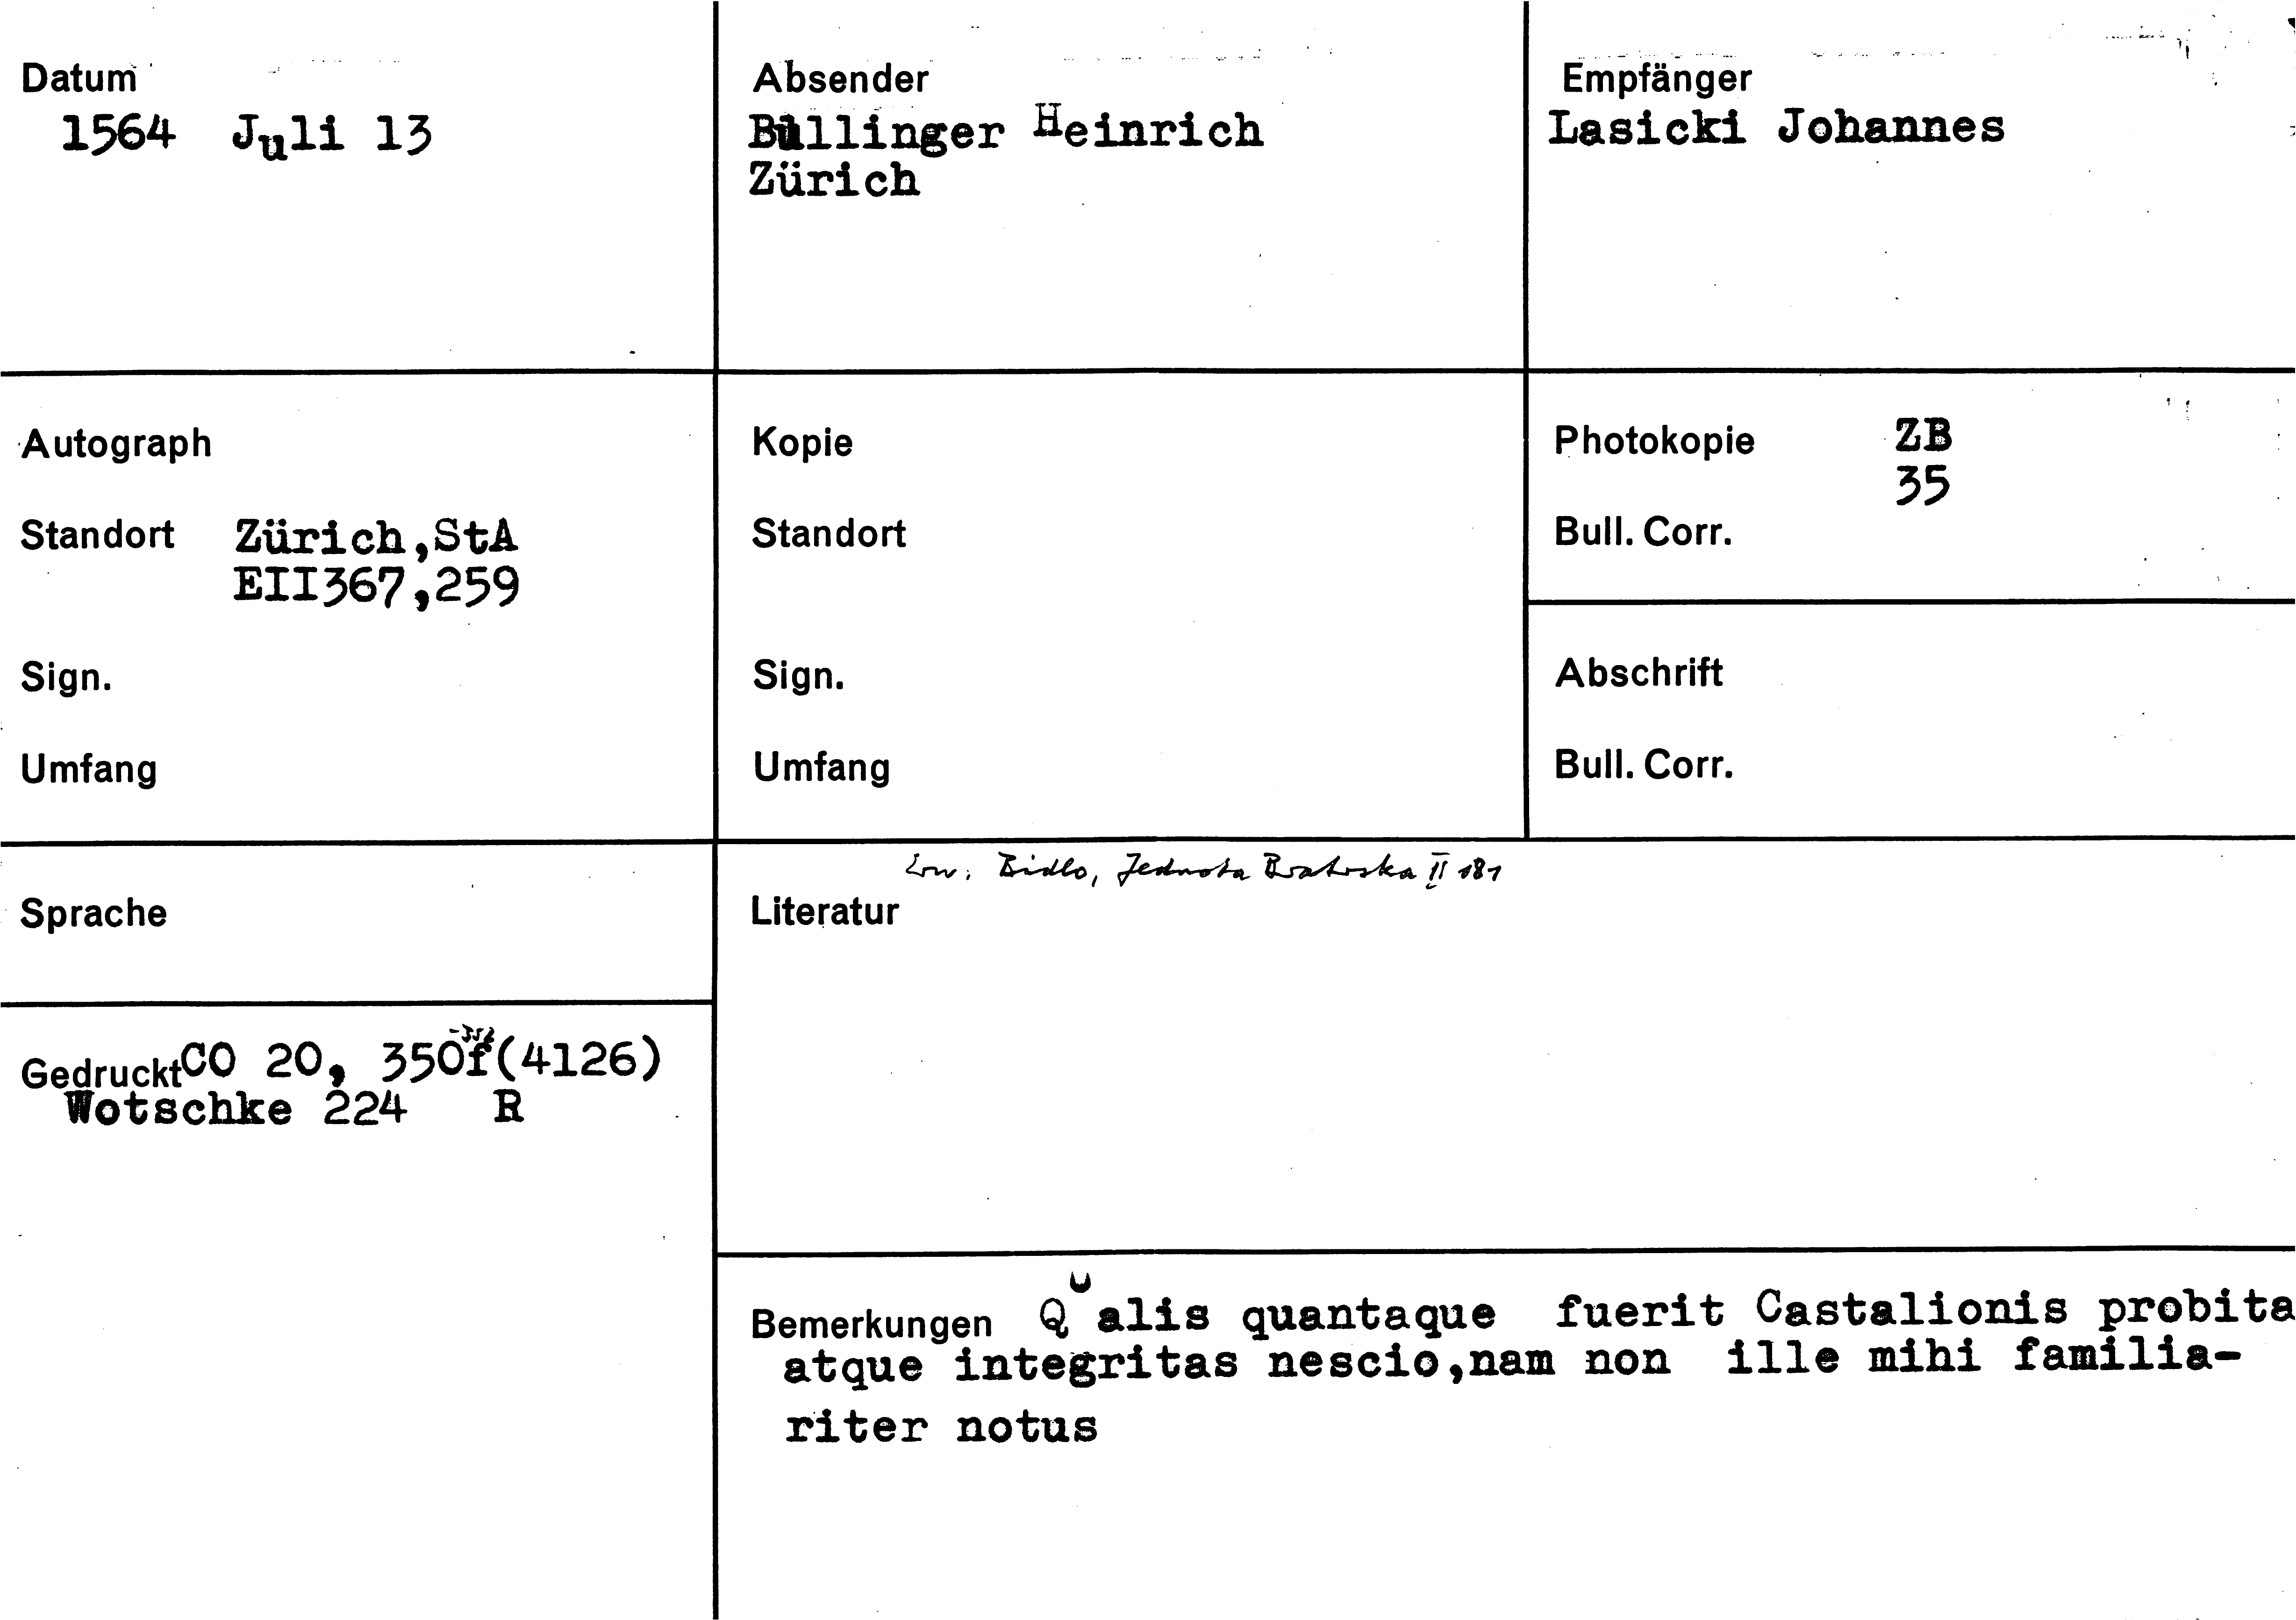 Datum
1564 Juli 13
Absender
Bullinger Heinrich
Zürich
Empfänger
Lasicki Johannes
Autograph
Standort Zürich,StA
EII367,259
Sign.
Umfang
Kopie
Standort
Sign.
Umfang
Photokopie ZB
35
Bull. Corr.
Abschrift
Bull. Corr.
Sprache
Gedruckt CO 20, 350f(4126)
Wotschke 224 R
Bidlo, Jednota Bratrska II 181
Literatur
Bemerkungen Qualis quantaque fuerit Castalionis probita
atque integritas nescio,nam non ille mihi familia-
riter notus